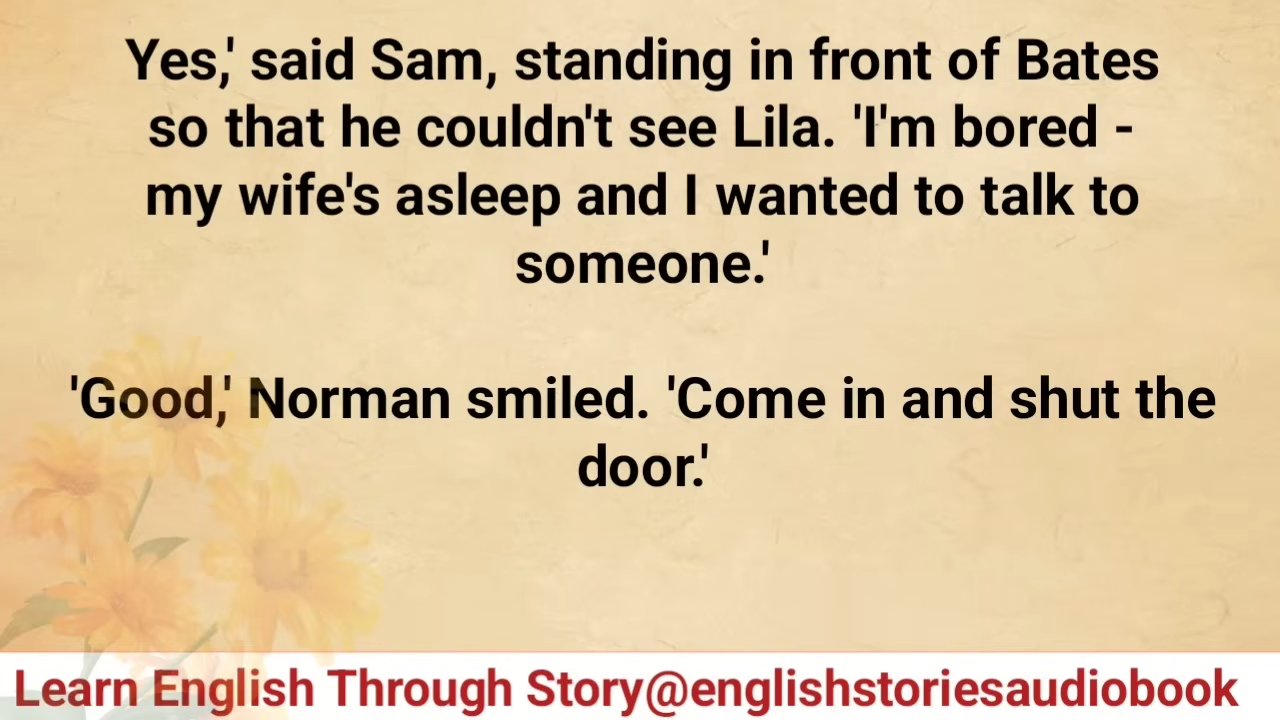 Yes,' said Sam, standing in front of Bates
so that he couldn't see Lila. 'I'm bored -
my wife's asleep and I wanted to talk to
someone.'
'Good,' Norman smiled. 'Come in and shut the
door.'
Learn English Through Story@englishstoriesaudiobook